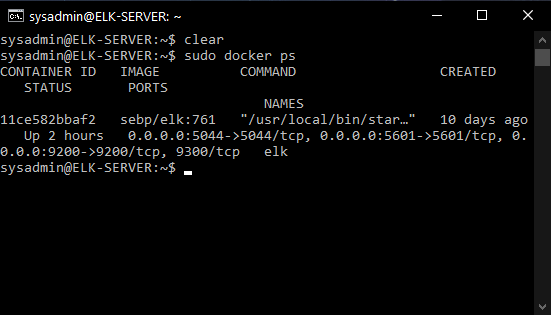 sysadmin@ELK-SERVER: ~
sysadmin@ELK-SERVER:~$ clear
sysadmin@ELK-SERVER:~$ sudo docker ps
CONTAINER ID   IMAGE          COMMAND                  CREATED
   STATUS       PORTS
                                  NAMES
11ce582bbaf2   sebp/elk:761   "/usr/local/bin/star…"   10 days ago
   Up 2 hours   0.0.0.0:5044->5044/tcp, 0.0.0.0:5601->5601/tcp, 0.
0.0.0:9200->9200/tcp, 9300/tcp   elk
sysadmin@ELK-SERVER:~$